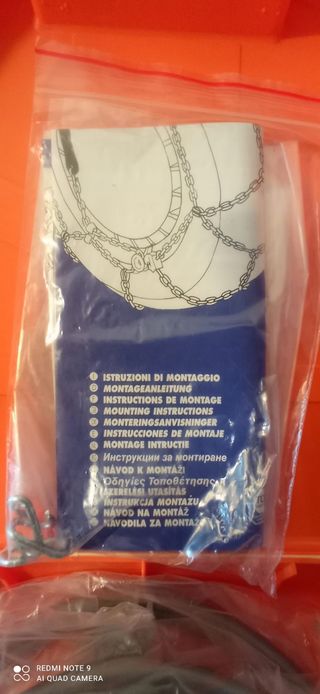 ISTRUZIONI DI MONTAGGIO
MONTAGEANLEITUNG
INSTRUCTIONS DE MONTAGE
MOUNTING INSTRUCTIONS
MONTERINGSANVISNINGER
INSTRUCCIONES DE MONTAJE
MONTAGE INTRUCTIE
Инструкции за монтиране
NÁVOD K MONTÁŽI
Οδηγίες Τοποθέτησης
SZERELÉSI UTASÍTÁS
INSTRUKCJA MONTAŻU
NÁVOD NA MONTÁŽ
NAVODILA ZA MONTAŽO
REDMI NOTE 9
AI QUAD CAMERA